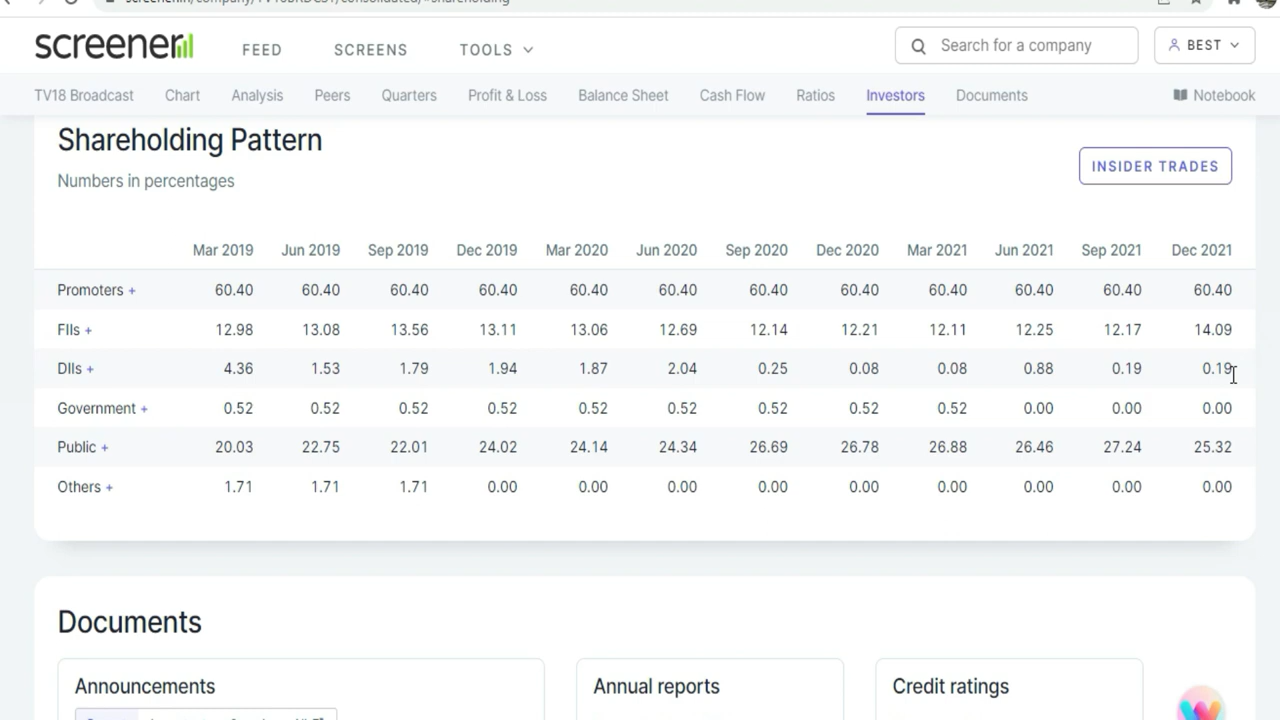 screener
FEED SCREENS TOOLS
Search for a company
BEST
TV18 Broadcast Chart Analysis Peers Quarters Profit & Loss Balance Sheet Cash Flow Ratios Investors Documents Notebook
Shareholding Pattern
Numbers in percentages
INSIDER TRADES
Mar 2019 Jun 2019 Sep 2019 Dec 2019 Mar 2020 Jun 2020 Sep 2020 Dec 2020 Mar 2021 Jun 2021 Sep 2021 Dec 2021
Promoters + 60.40 60.40 60.40 60.40 60.40 60.40 60.40 60.40 60.40 60.40 60.40 60.40
FIIs + 12.98 13.08 13.56 13.11 13.06 12.69 12.14 12.21 12.11 12.25 12.17 14.09
DIIs + 4.36 1.53 1.79 1.94 1.87 2.04 0.25 0.08 0.08 0.88 0.19 0.19
Government + 0.52 0.52 0.52 0.52 0.52 0.52 0.52 0.52 0.52 0.00 0.00 0.00
Public + 20.03 22.75 22.01 24.02 24.14 24.34 26.69 26.78 26.88 26.46 27.24 25.32
Others + 1.71 1.71 1.71 0.00 0.00 0.00 0.00 0.00 0.00 0.00 0.00 0.00
Documents
Announcements
Annual reports
Credit ratings